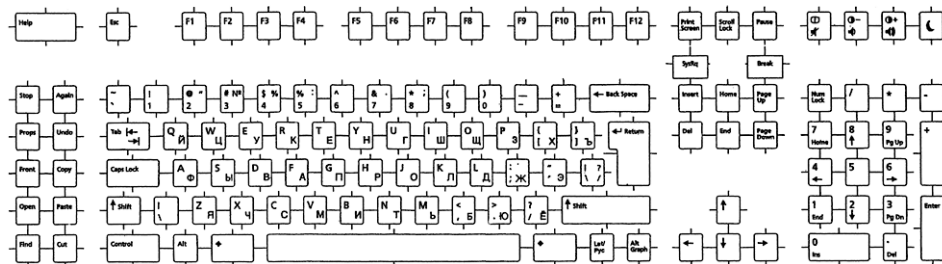 Help Esc F1 F2 F3 F4 F5 F6 F7 F8 F9 F10 F11 F12 Print Screen Scroll Lock Pause
SysRq Break
Stop Again ~ ` ! 1 @ " 2 # № 3 $ % 4 % : 5 ^ 6 & . 7 * ; 8 ( 9 ) 0 — - + = ← Back Space Insert Home Page Up Num Lock / * -
Props Undo Tab Q Й W Ц E У R К T Е Y Н U Г I Ш O Щ P З { [ Х } ] Ъ ↵ Return Del End Page Down 7 Home 8 ↑ 9 Pg Up +
Front Copy Caps Lock A Ф S Ы D В F А G П H Р J О K Л L Д : ; Ж " ' Э | ? \ / 4 ← 5 6 →
Open Paste ↑ Shift | \ Z Я X Ч C С V М B И N Т M Ь < , Б > . Ю ? / Ё ↑ Shift ↑ 1 End 2 ↓ 3 Pg Dn Enter
Find Cut Control Alt ◆ ◆ Lat/ Рус Alt Graph ← ↓ → 0 Ins . Del